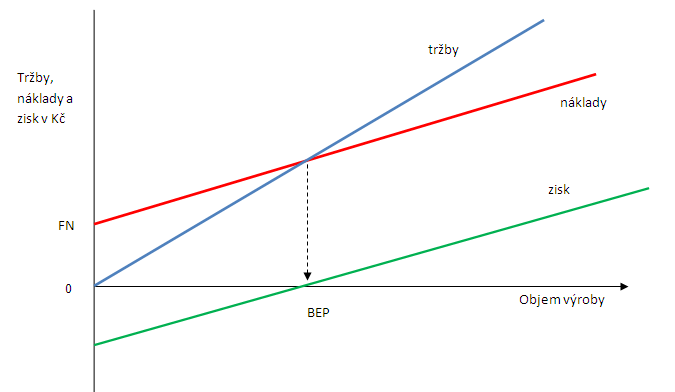 tržby
Tržby,
náklady a
zisk v Kč
náklady
zisk
FN
0
Objem výroby
BEP